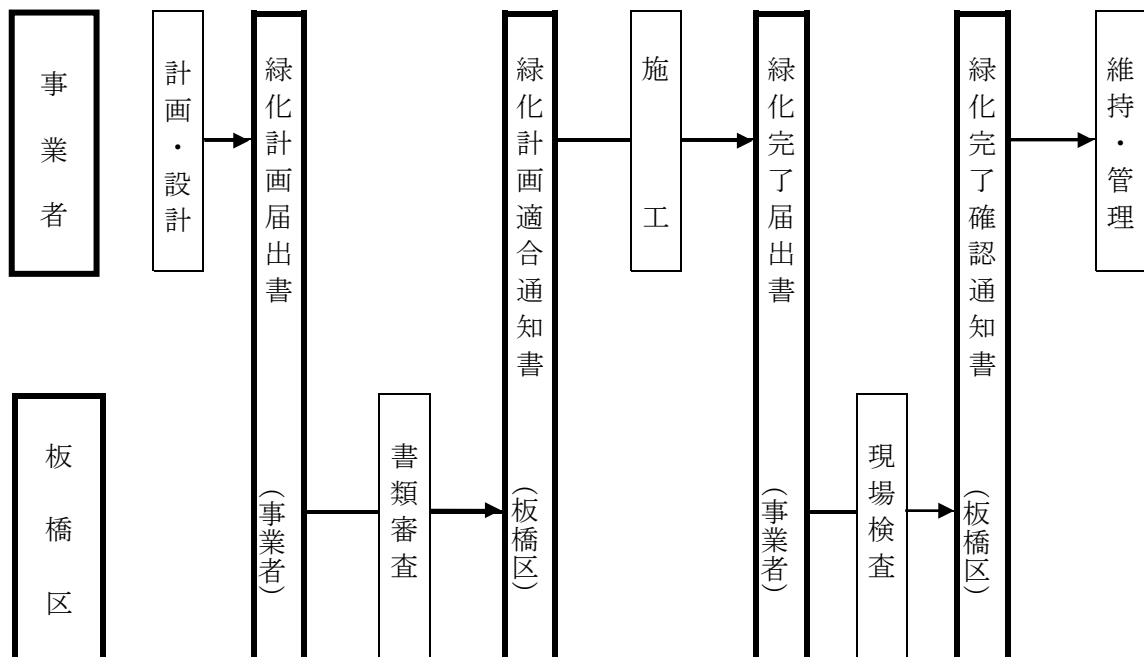 事業者
計画・設計
緑化計画届出書
(事業者)
緑化計画適合通知書
(板橋区)
施工
緑化完了届出書
(事業者)
緑化完了確認通知書
(板橋区)
維持・管理
板橋区
書類審査
現場検査